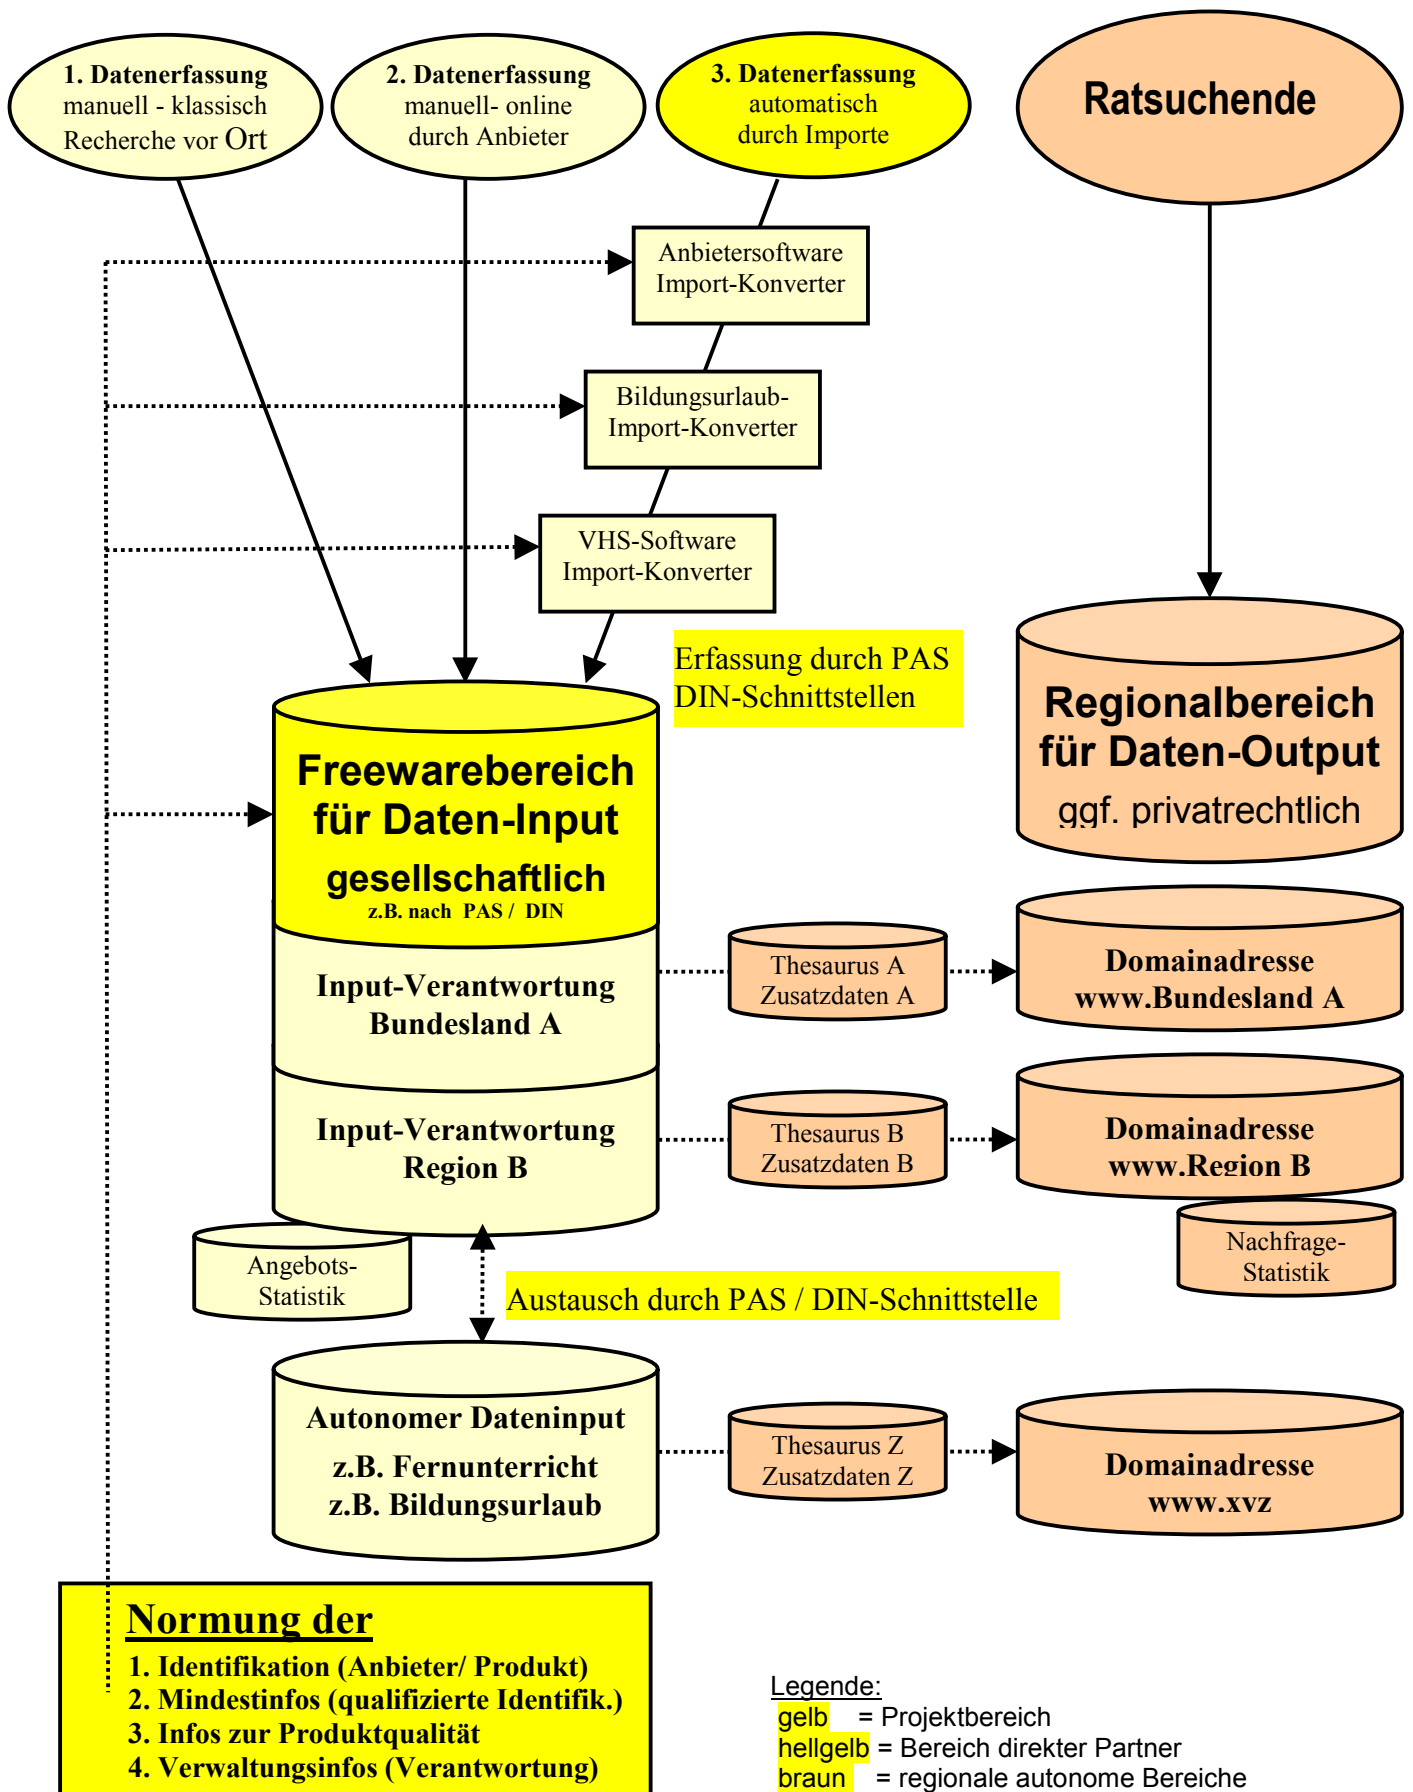 1. Datenerfassung
manuell - klassisch
Recherche vor Ort
2. Datenerfassung
manuell- online
durch Anbieter
3. Datenerfassung
automatisch
durch Importe
Ratsuchende
Anbietersoftware
Import-Konverter
Bildungsurlaub-
Import-Konverter
VHS-Software
Import-Konverter
Erfassung durch PAS
DIN-Schnittstellen
Freewarebereich
für Daten-Input
gesellschaftlich
z.B. nach PAS / DIN
Regionalbereich
für Daten-Output
ggf. privatrechtlich
Input-Verantwortung
Bundesland A
Thesaurus A
Zusatzdaten A
Domainadresse
www.Bundesland A
Input-Verantwortung
Region B
Thesaurus B
Zusatzdaten B
Domainadresse
www.Region B
Angebots-
Statistik
Nachfrage-
Statistik
Austausch durch PAS / DIN-Schnittstelle
Autonomer Dateninput
z.B. Fernunterricht
z.B. Bildungsurlaub
Thesaurus Z
Zusatzdaten Z
Domainadresse
www.xyz
Normung der
1. Identifikation (Anbieter/ Produkt)
2. Mindestinfos (qualifizierte Identifik.)
3. Infos zur Produktqualität
4. Verwaltungsinfos (Verantwortung)
Legende:
gelb = Projektbereich
hellgelb = Bereich direkter Partner
braun = regionale autonome Bereiche